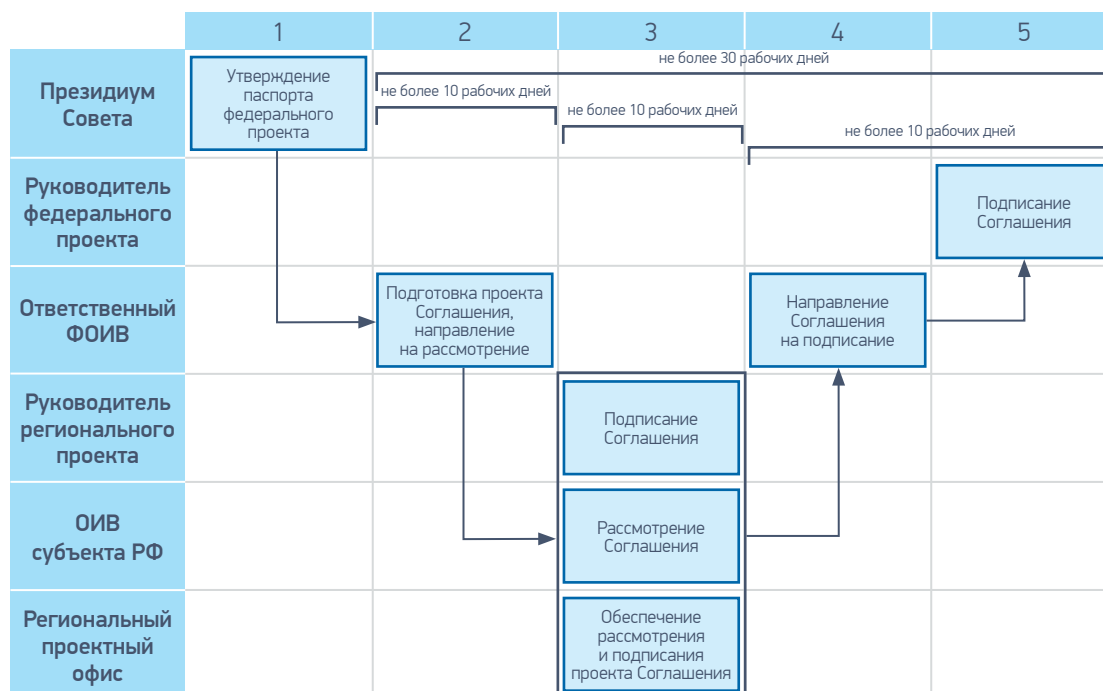 1
2
3
4
5
Президиум
Совета
Утверждение
паспорта
федерального
проекта
не более 30 рабочих дней
не более 10 рабочих дней
не более 10 рабочих дней
не более 10 рабочих дней
Руководитель
федерального
проекта
Подписание
Соглашения
Ответственный
ФОИВ
Подготовка проекта
Соглашения,
направление
на рассмотрение
Направление
Соглашения
на подписание
Руководитель
регионального
проекта
Подписание
Соглашения
ОИВ
субъекта РФ
Рассмотрение
Соглашения
Региональный
проектный
офис
Обеспечение
рассмотрения
и подписания
проекта Соглашения